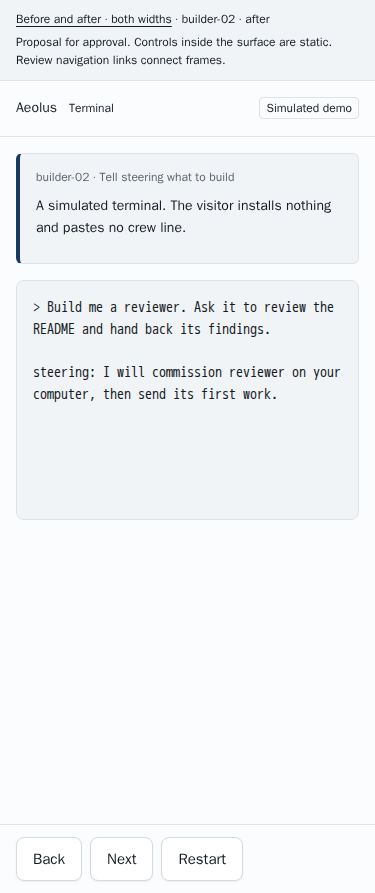 Before and after · both widths · builder-02 · after
Proposal for approval. Controls inside the surface are static.
Review navigation links connect frames.
Aeolus Terminal Simulated demo
builder-02 · Tell steering what to build
A simulated terminal. The visitor installs nothing
and pastes no crew line.
> Build me a reviewer. Ask it to review the
README and hand back its findings.
steering: I will commission reviewer on your
computer, then send its first work.
Back Next Restart